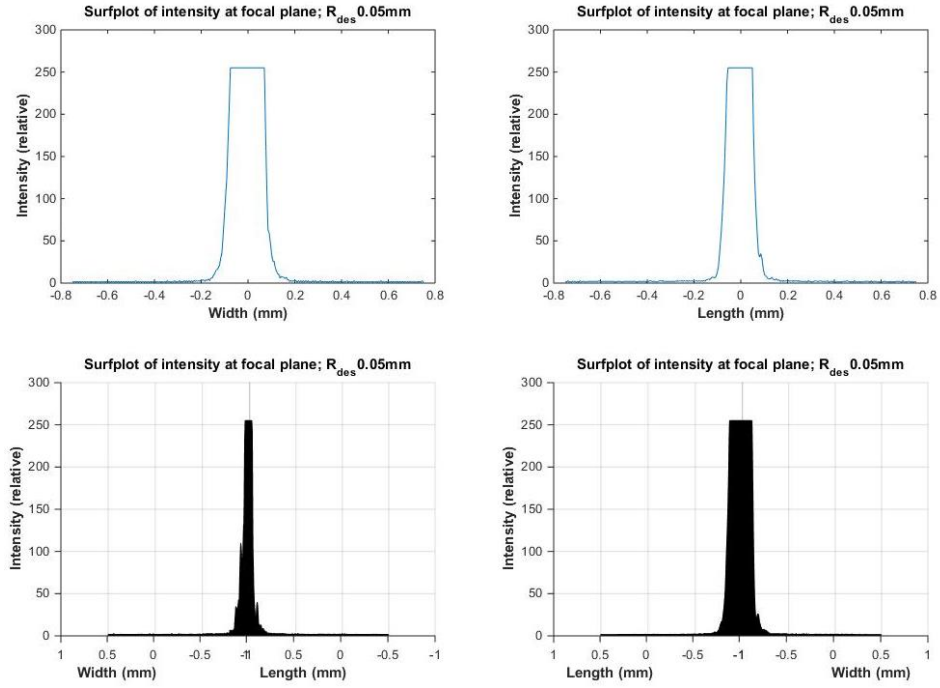 Surfplot of intensity at focal plane; R_des 0.05mm
300
250
200
150
100
50
0
Intensity (relative)
-0.8 -0.6 -0.4 -0.2 0 0.2 0.4 0.6 0.8
Width (mm)
Surfplot of intensity at focal plane; R_des 0.05mm
300
250
200
150
100
50
0
Intensity (relative)
-0.8 -0.6 -0.4 -0.2 0 0.2 0.4 0.6 0.8
Length (mm)
Surfplot of intensity at focal plane; R_des 0.05mm
300
250
200
150
100
50
0
Intensity (relative)
1 0.5 0 -0.5 -1 1 0.5 0 -0.5 -1
Width (mm) Length (mm)
Surfplot of intensity at focal plane; R_des 0.05mm
300
250
200
150
100
50
0
Intensity (relative)
1 0.5 0 -0.5 -1 -0.5 0 0.5 1
Length (mm) Width (mm)